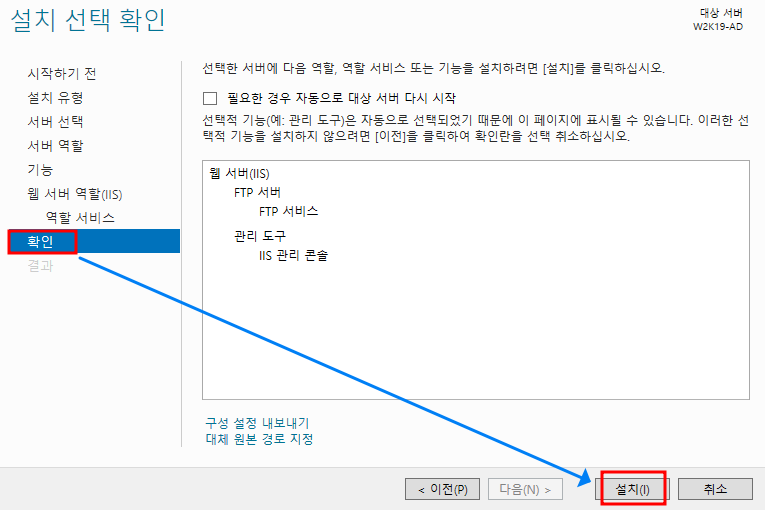 설치 선택 확인
대상 서버
W2K19-AD
시작하기 전
설치 유형
서버 선택
서버 역할
기능
웹 서버 역할(IIS)
역할 서비스
확인
결과
선택한 서버에 다음 역할, 역할 서비스 또는 기능을 설치하려면 [설치]를 클릭하십시오.
필요한 경우 자동으로 대상 서버 다시 시작
선택적 기능(예: 관리 도구)은 자동으로 선택되었기 때문에 이 페이지에 표시될 수 있습니다. 이러한 선
택적 기능을 설치하지 않으려면 [이전]을 클릭하여 확인란을 선택 취소하십시오.
웹 서버(IIS)
FTP 서버
FTP 서비스
관리 도구
IIS 관리 콘솔
구성 설정 내보내기
대체 원본 경로 지정
< 이전(P)
다음(N) >
설치(I)
취소